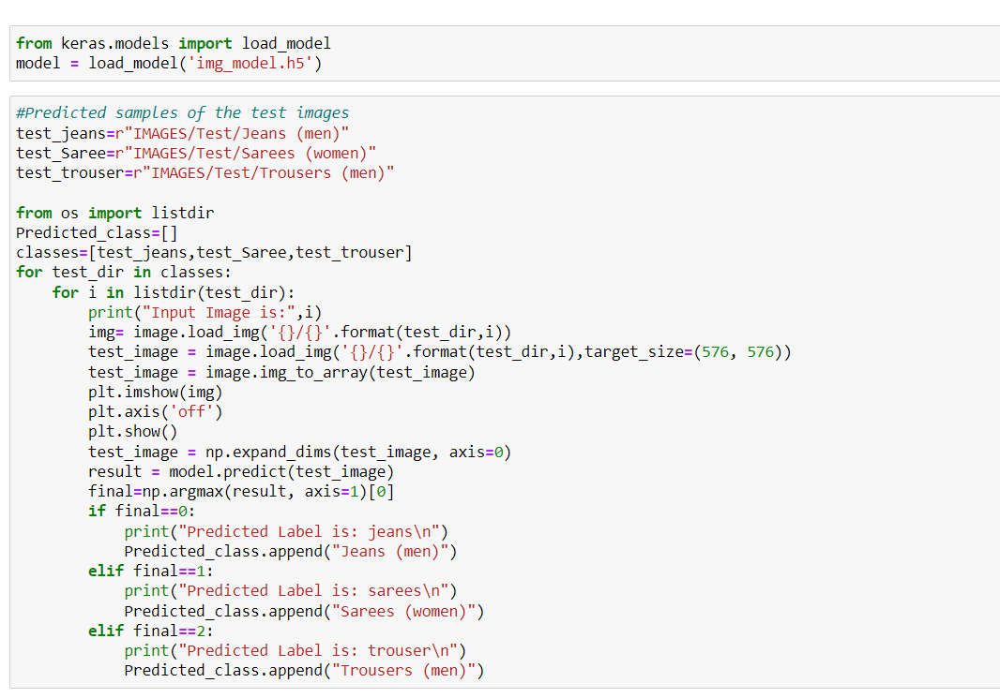 from keras.models import load_model
model = load_model('img_model.h5')
#Predicted samples of the test images
test_jeans=r"IMAGES/Test/Jeans (men)"
test_Saree=r"IMAGES/Test/Sarees (women)"
test_trouser=r"IMAGES/Test/Trousers (men)"
from os import listdir
Predicted_class=[]
classes=[test_jeans,test_Saree,test_trouser]
for test_dir in classes:
    for i in listdir(test_dir):
        print("Input Image is:",i)
        img= image.load_img('{}/{}'.format(test_dir,i))
        test_image = image.load_img('{}/{}'.format(test_dir,i),target_size=(576, 576))
        test_image = image.img_to_array(test_image)
        plt.imshow(img)
        plt.axis('off')
        plt.show()
        test_image = np.expand_dims(test_image, axis=0)
        result = model.predict(test_image)
        final=np.argmax(result, axis=1)[0]
        if final==0:
            print("Predicted Label is: jeans\n")
            Predicted_class.append("Jeans (men)")
        elif final==1:
            print("Predicted Label is: sarees\n")
            Predicted_class.append("Sarees (women)")
        elif final==2:
            print("Predicted Label is: trouser\n")
            Predicted_class.append("Trousers (men)")